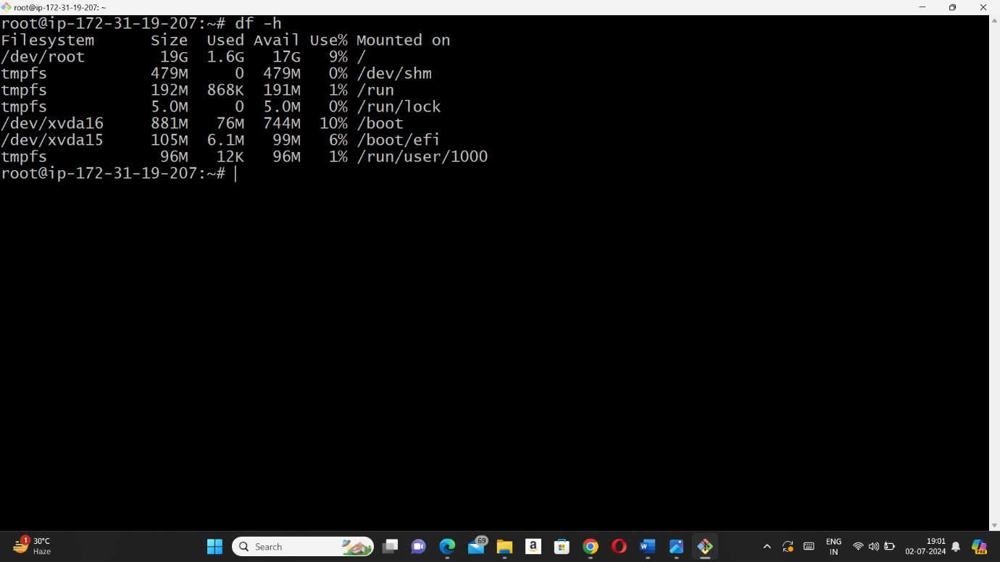 root@ip-172-31-19-207: ~
root@ip-172-31-19-207:~# df -h
Filesystem      Size  Used Avail Use% Mounted on
/dev/root        19G  1.6G   17G   9% /
tmpfs           479M     0  479M   0% /dev/shm
tmpfs           192M  868K  191M   1% /run
tmpfs           5.0M     0  5.0M   0% /run/lock
/dev/xvda16     881M   76M  744M  10% /boot
/dev/xvda15     105M  6.1M   99M   6% /boot/efi
tmpfs            96M   12K   96M   1% /run/user/1000
root@ip-172-31-19-207:~#
1
30°C
Haze
Search
69
a
W
ENG
IN
19:01
02-07-2024
PRE